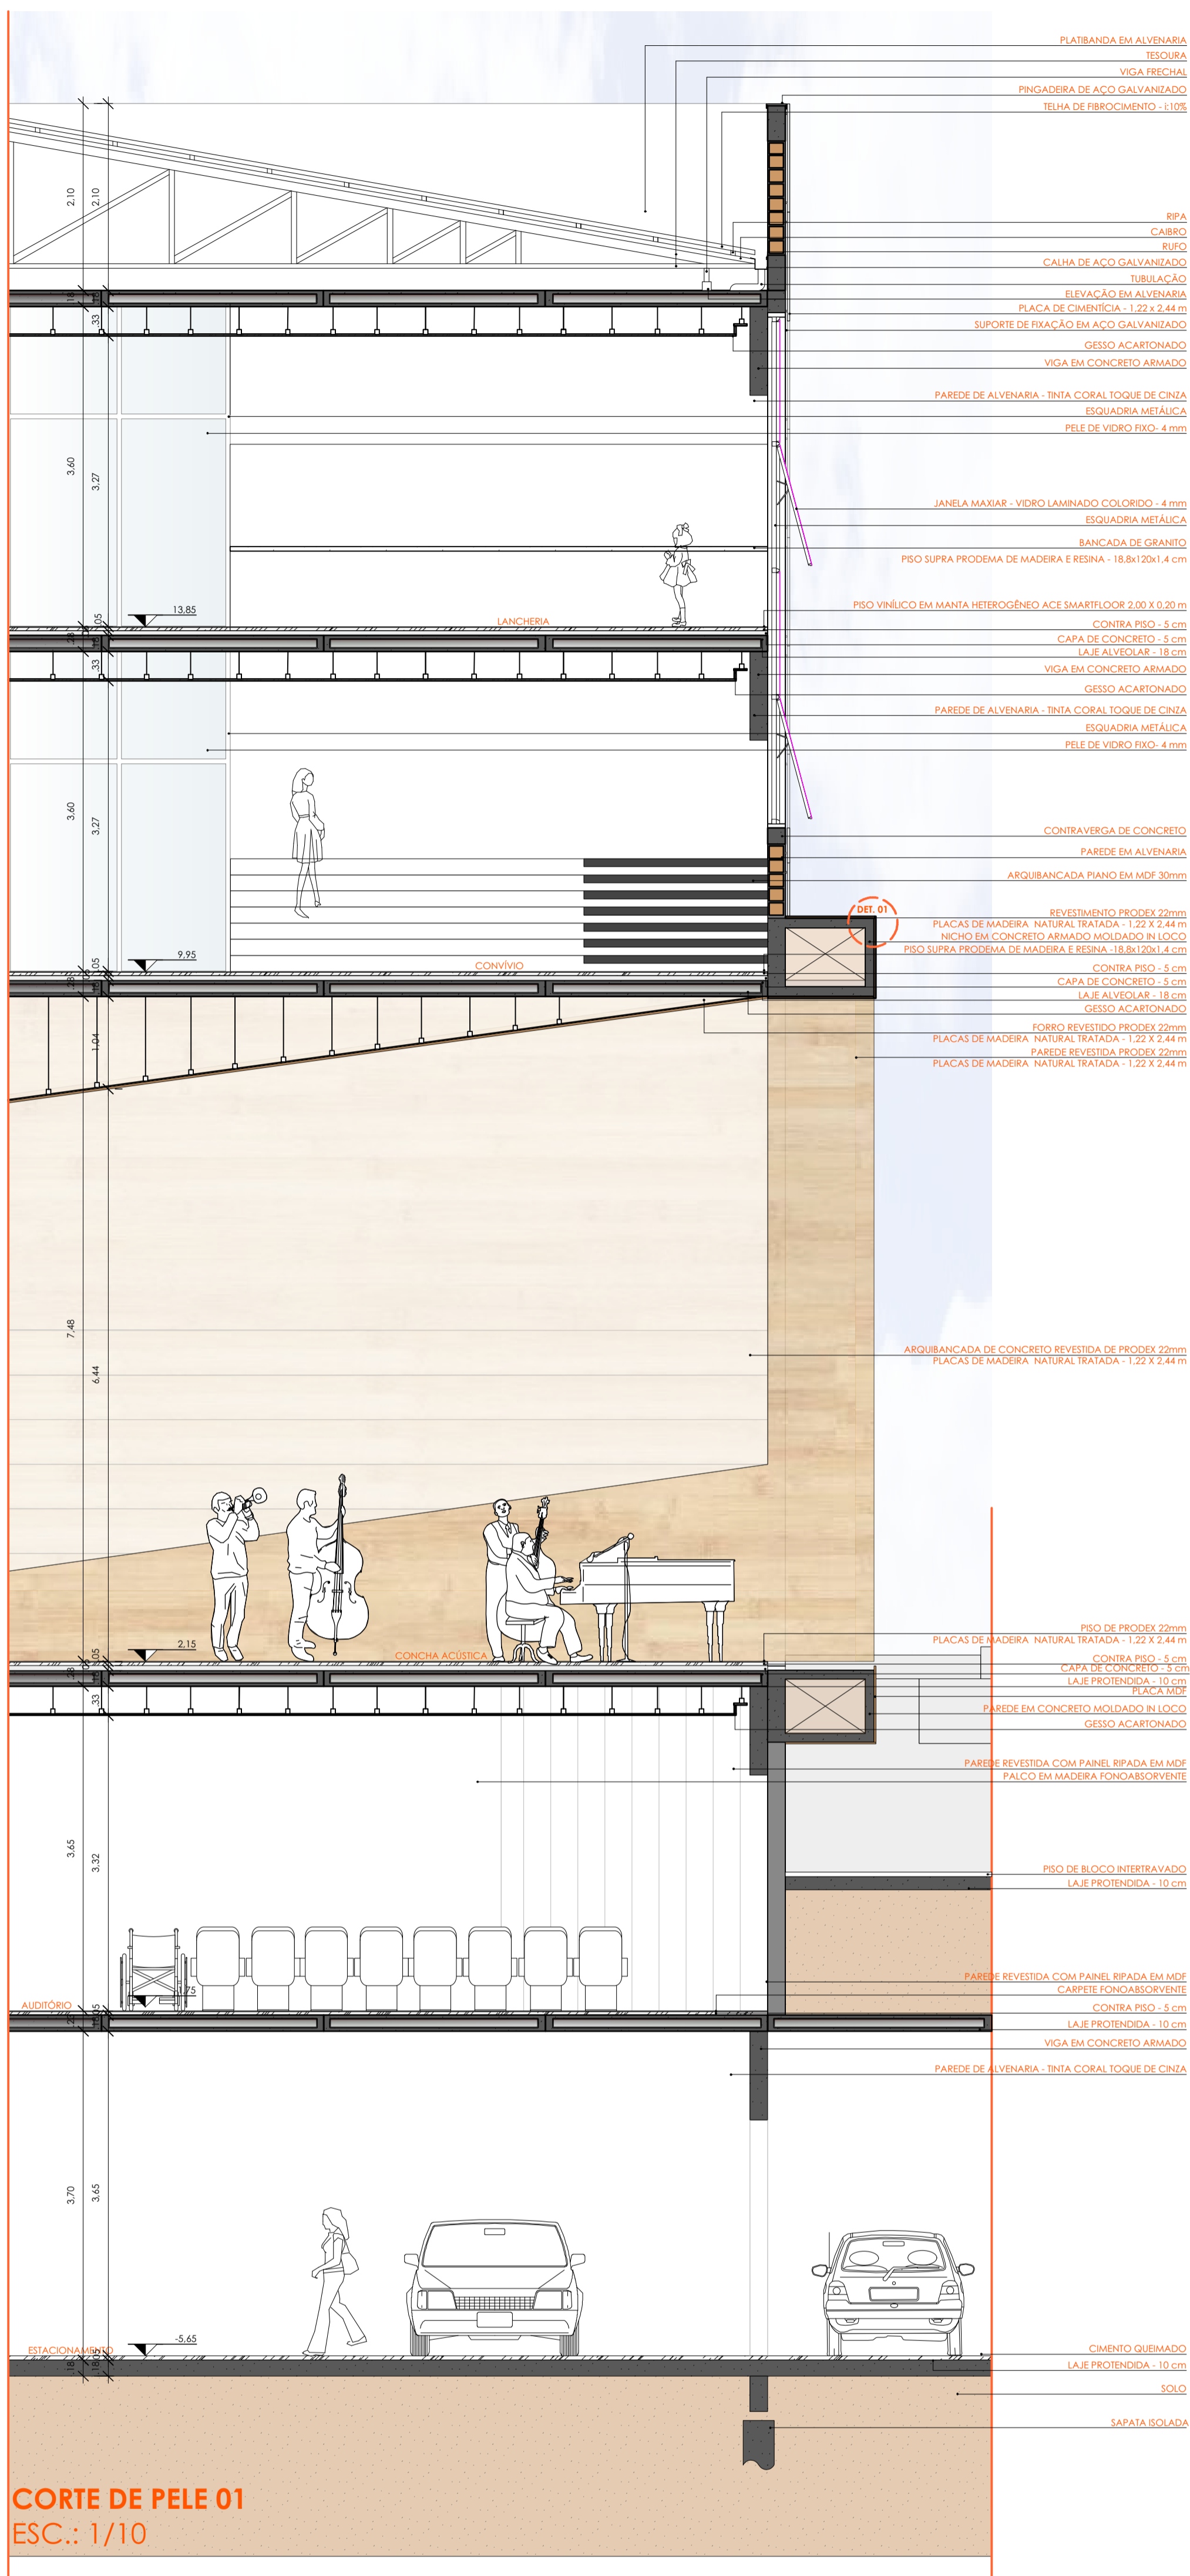 PLATIBANDA EM ALVENARIA
TESOURA
VIGA FRECHAL
PINGADEIRA DE AÇO GALVANIZADO
TELHA DE FIBROCIMENTO - i:10%
2,10
2,10
RIPA
CAIBRO
RUFO
CALHA DE AÇO GALVANIZADO
TUBULAÇÃO
ELEVAÇÃO EM ALVENARIA
PLACA DE CIMENTÍCIA - 1,22 x 2,44 m
SUPORTE DE FIXAÇÃO EM AÇO GALVANIZADO
,18
,33
GESSO ACARTONADO
VIGA EM CONCRETO ARMADO
PAREDE DE ALVENARIA - TINTA CORAL TOQUE DE CINZA
ESQUADRIA METÁLICA
PELE DE VIDRO FIXO- 4 mm
3,60
3,27
JANELA MAXIAR - VIDRO LAMINADO COLORIDO - 4 mm
ESQUADRIA METÁLICA
BANCADA DE GRANITO
PISO SUPRA PRODEMA DE MADEIRA E RESINA - 18,8x120x1,4 cm
13,85
LANCHERIA
PISO VINÍLICO EM MANTA HETEROGÊNEO ACE SMARTFLOOR 2,00 X 0,20 m
CONTRA PISO - 5 cm
CAPA DE CONCRETO - 5 cm
LAJE ALVEOLAR - 18 cm
,28
,05
,33
VIGA EM CONCRETO ARMADO
GESSO ACARTONADO
PAREDE DE ALVENARIA - TINTA CORAL TOQUE DE CINZA
ESQUADRIA METÁLICA
PELE DE VIDRO FIXO- 4 mm
3,60
3,27
CONTRAVERGA DE CONCRETO
PAREDE EM ALVENARIA
ARQUIBANCADA PIANO EM MDF 30mm
DET. 01
REVESTIMENTO PRODEX 22mm
PLACAS DE MADEIRA NATURAL TRATADA - 1,22 X 2,44 m
NICHO EM CONCRETO ARMADO MOLDADO IN LOCO
PISO SUPRA PRODEMA DE MADEIRA E RESINA -18,8x120x1,4 cm
9,95
CONVÍVIO
CONTRA PISO - 5 cm
CAPA DE CONCRETO - 5 cm
LAJE ALVEOLAR - 18 cm
GESSO ACARTONADO
,28
,05
1,04
FORRO REVESTIDO PRODEX 22mm
PLACAS DE MADEIRA NATURAL TRATADA - 1,22 X 2,44 m
PAREDE REVESTIDA PRODEX 22mm
PLACAS DE MADEIRA NATURAL TRATADA - 1,22 X 2,44 m
7,48
6,44
ARQUIBANCADA DE CONCRETO REVESTIDA DE PRODEX 22mm
PLACAS DE MADEIRA NATURAL TRATADA - 1,22 X 2,44 m
2,15
CONCHA ACÚSTICA
PISO DE PRODEX 22mm
PLACAS DE MADEIRA NATURAL TRATADA - 1,22 X 2,44 m
CONTRA PISO - 5 cm
CAPA DE CONCRETO - 5 cm
LAJE PROTENDIDA - 10 cm
PLACA MDF
PAREDE EM CONCRETO MOLDADO IN LOCO
GESSO ACARTONADO
,28
,05
,33
PAREDE REVESTIDA COM PAINEL RIPADA EM MDF
PALCO EM MADEIRA FONOABSORVENTE
3,65
3,32
PISO DE BLOCO INTERTRAVADO
LAJE PROTENDIDA - 10 cm
PAREDE REVESTIDA COM PAINEL RIPADA EM MDF
CARPETE FONOABSORVENTE
AUDITÓRIO
CONTRA PISO - 5 cm
LAJE PROTENDIDA - 10 cm
VIGA EM CONCRETO ARMADO
PAREDE DE ALVENARIA - TINTA CORAL TOQUE DE CINZA
3,70
3,65
-5,65
ESTACIONAMENTO
CIMENTO QUEIMADO
LAJE PROTENDIDA - 10 cm
SOLO
SAPATA ISOLADA
CORTE DE PELE 01
ESC.: 1/10